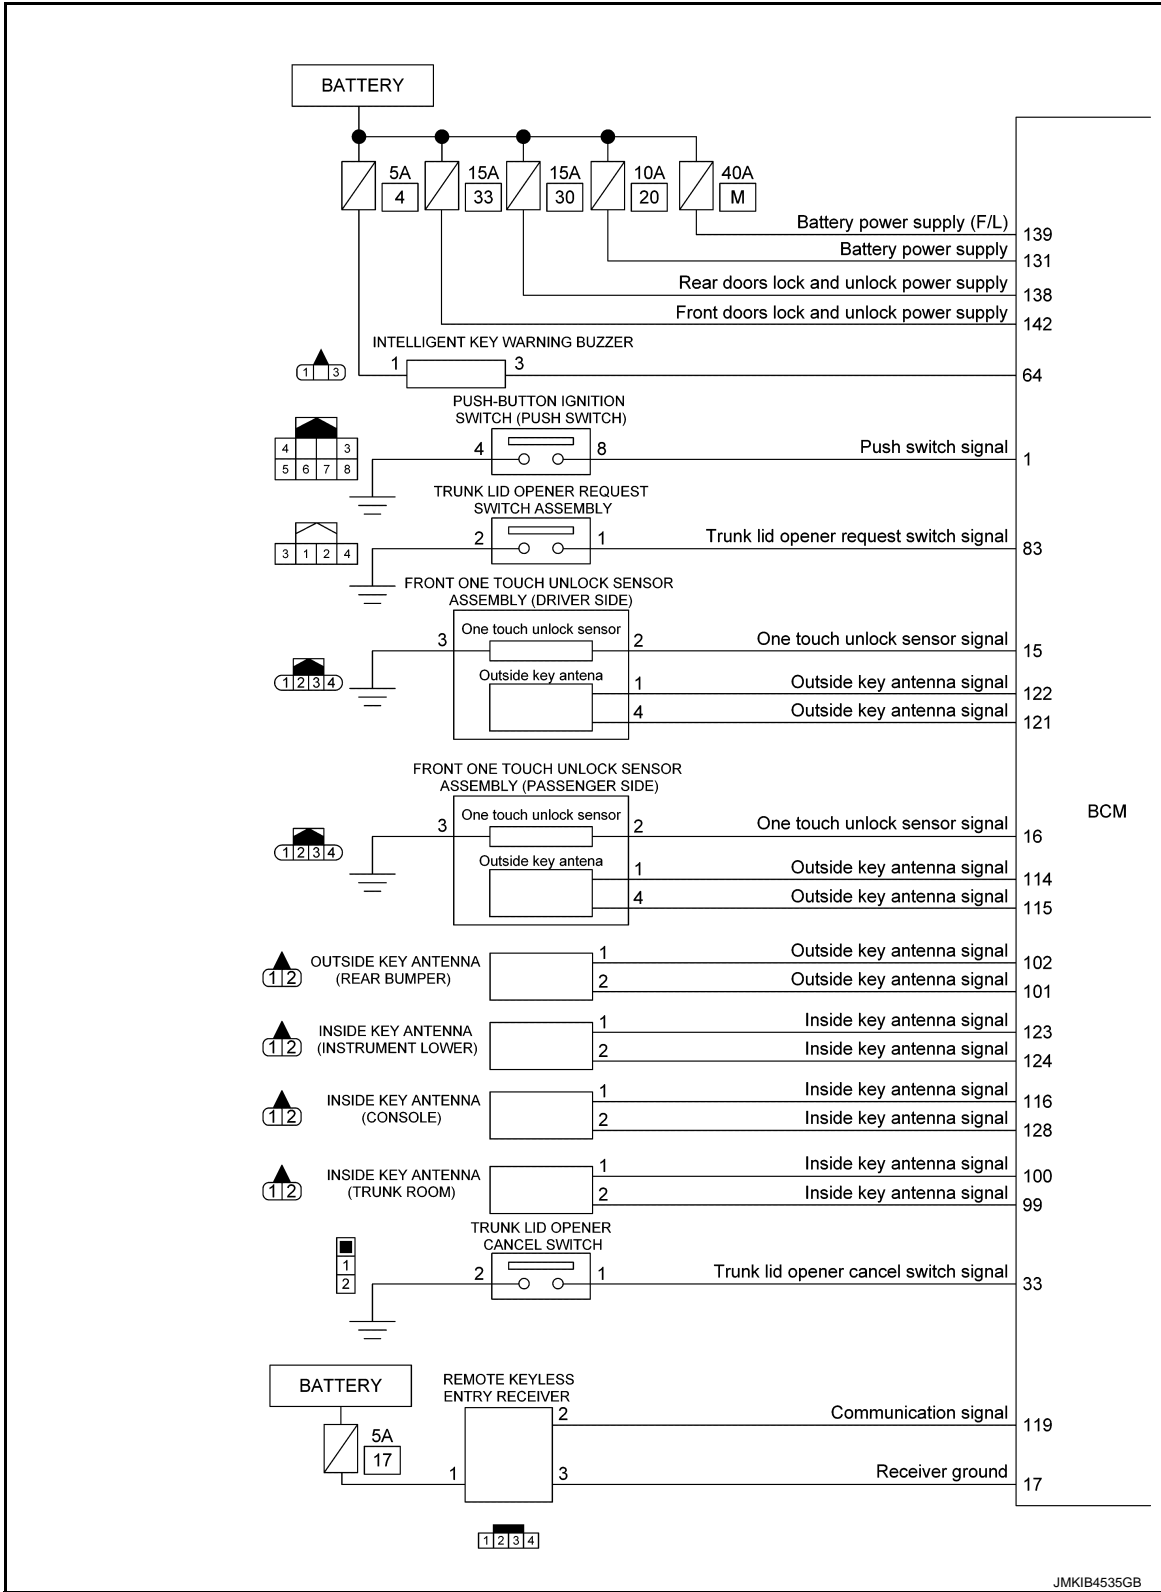 BATTERY
5A
4
15A
33
15A
30
10A
20
40A
M
Battery power supply (F/L)
139
Battery power supply
131
Rear doors lock and unlock power supply
138
Front doors lock and unlock power supply
142
INTELLIGENT KEY WARNING BUZZER
1 3
1
3
64
PUSH-BUTTON IGNITION
SWITCH (PUSH SWITCH)
4 3
5 6 7 8
4
8
Push switch signal
1
TRUNK LID OPENER REQUEST
SWITCH ASSEMBLY
3 1 2 4
2
1
Trunk lid opener request switch signal
83
FRONT ONE TOUCH UNLOCK SENSOR
ASSEMBLY (DRIVER SIDE)
One touch unlock sensor
3
2
One touch unlock sensor signal
15
1 2 3 4
Outside key antena
1
Outside key antenna signal
122
4
Outside key antenna signal
121
FRONT ONE TOUCH UNLOCK SENSOR
ASSEMBLY (PASSENGER SIDE)
BCM
One touch unlock sensor
3
2
One touch unlock sensor signal
16
1 2 3 4
Outside key antena
1
Outside key antenna signal
114
4
Outside key antenna signal
115
1 2
OUTSIDE KEY ANTENNA
(REAR BUMPER)
1
Outside key antenna signal
102
2
Outside key antenna signal
101
1 2
INSIDE KEY ANTENNA
(INSTRUMENT LOWER)
1
Inside key antenna signal
123
2
Inside key antenna signal
124
1 2
INSIDE KEY ANTENNA
(CONSOLE)
1
Inside key antenna signal
116
2
Inside key antenna signal
128
1 2
INSIDE KEY ANTENNA
(TRUNK ROOM)
1
Inside key antenna signal
100
2
Inside key antenna signal
99
TRUNK LID OPENER
CANCEL SWITCH
1
2
2
1
Trunk lid opener cancel switch signal
33
BATTERY
5A
17
REMOTE KEYLESS
ENTRY RECEIVER
2
Communication signal
119
1
3
Receiver ground
17
1 2 3 4
JMKIB4535GB